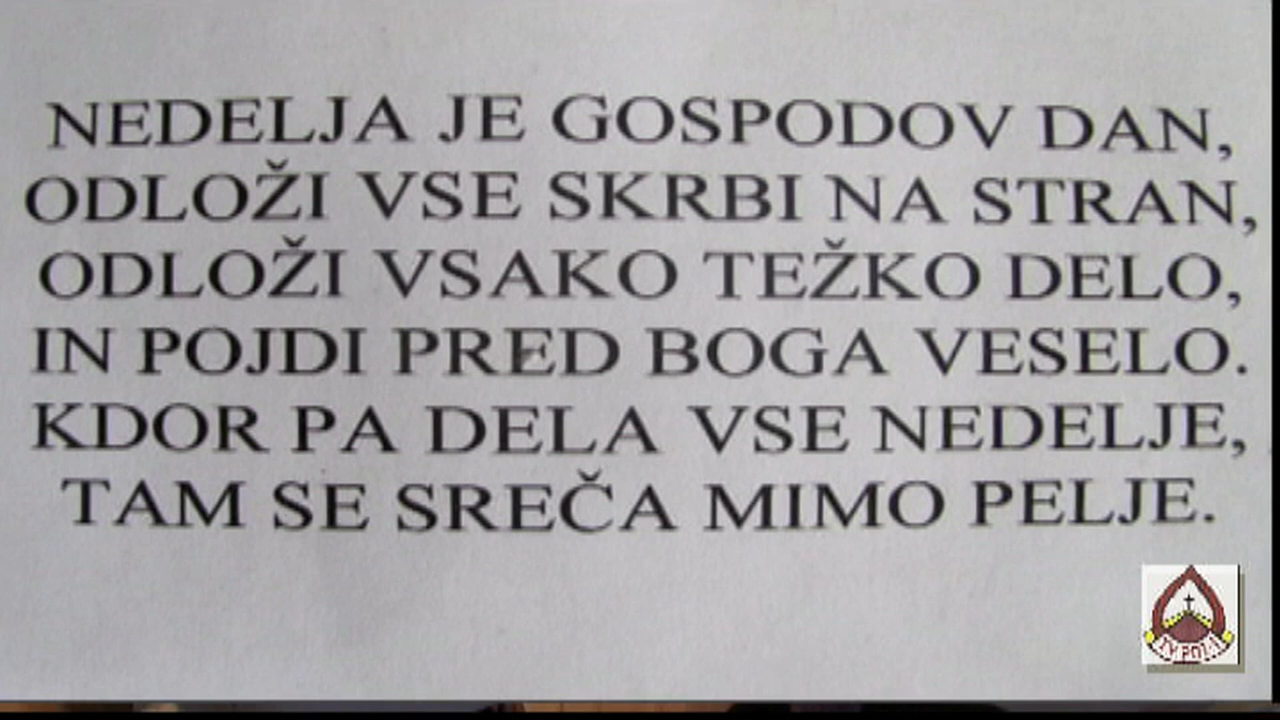 NEDELJA JE GOSPODOV DAN,
ODLOŽI VSE SKRBI NA STRAN,
ODLOŽI VSAKO TEŽKO DELO,
IN POJDI PRED BOGA VESELO.
KDOR PA DELA VSE NEDELJE,
TAM SE SREČA MIMO PELJE.